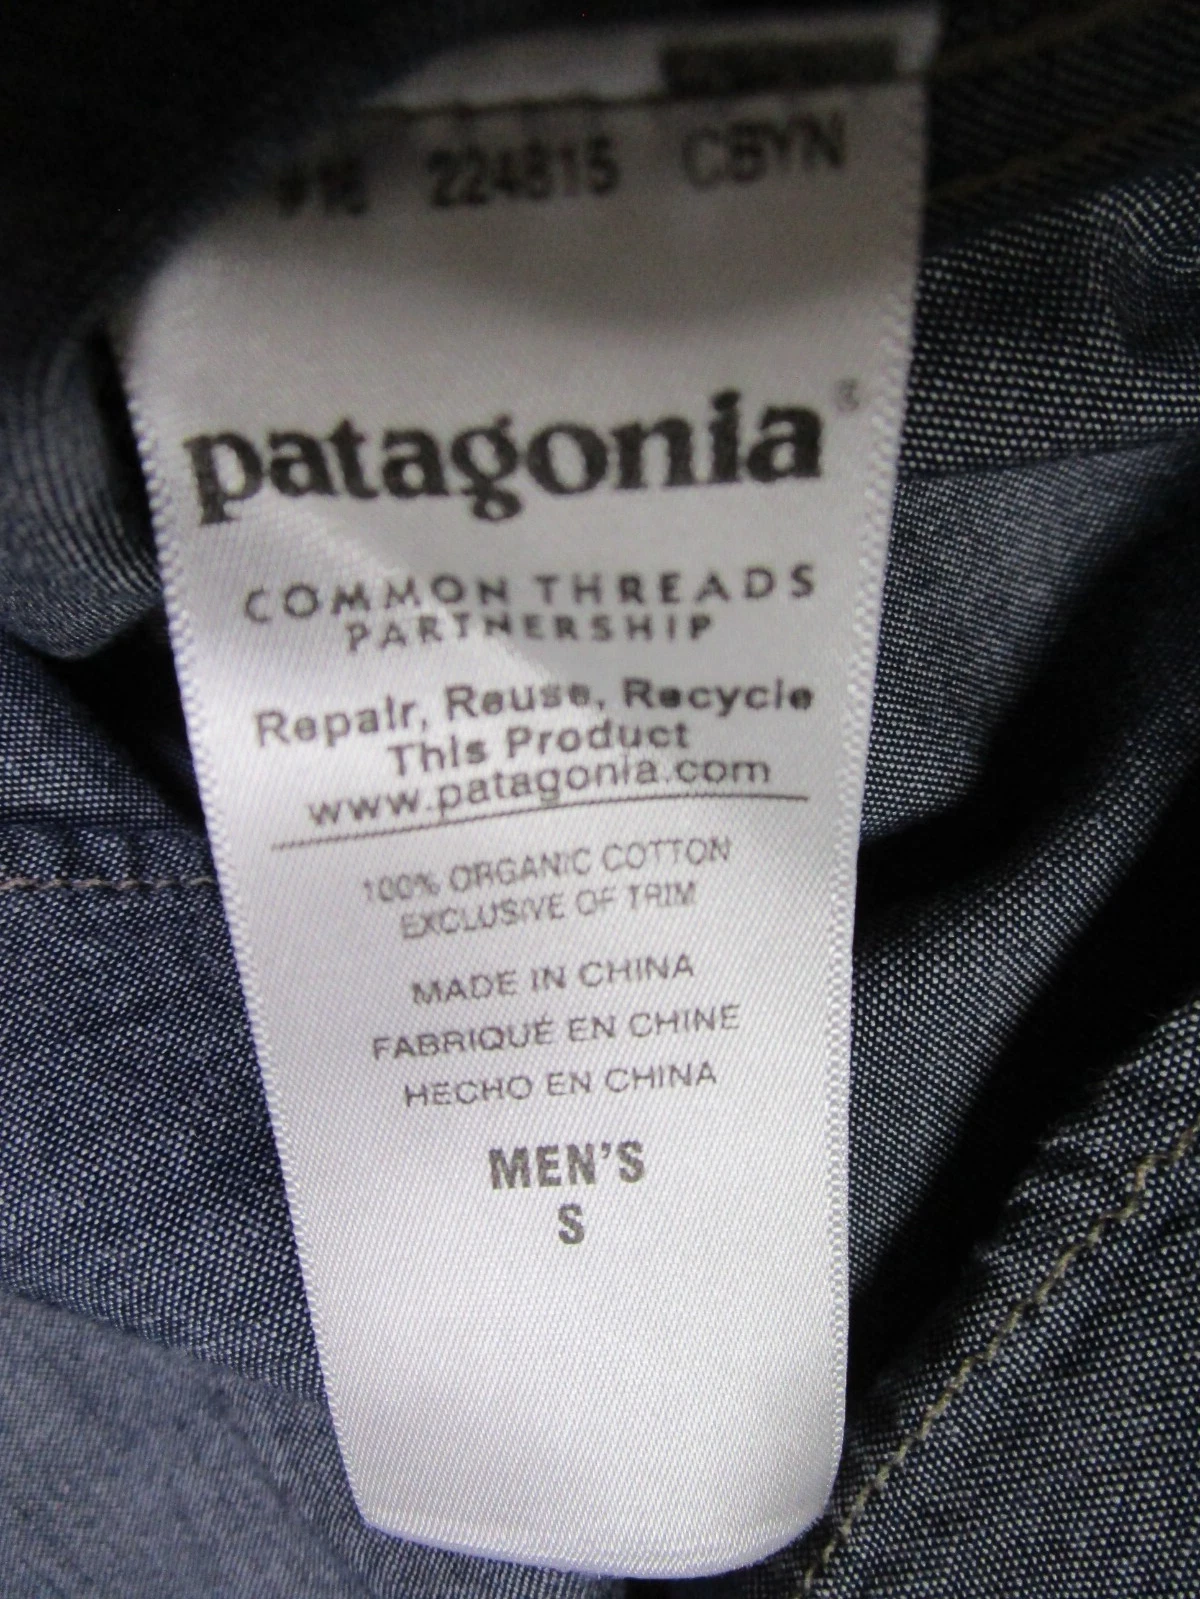 #16 224815 CBYN
patagonia®
COMMON THREADS
PARTNERSHIP
Repair, Reuse, Recycle
This Product
www.patagonia.com
100% ORGANIC COTTON
EXCLUSIVE OF TRIM
MADE IN CHINA
FABRIQUÉ EN CHINE
HECHO EN CHINA
MEN'S
S